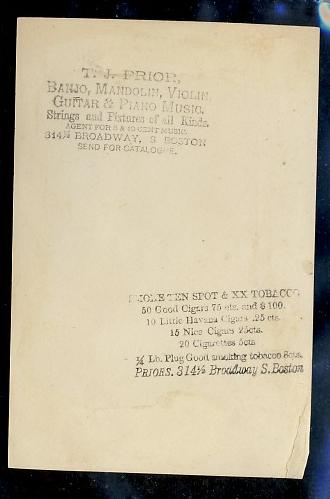 T. J. PRIOR,
BANJO, MANDOLIN, VIOLIN,
GUITAR & PIANO MUSIC.
Strings and Fixtures of all Kinds.
AGENT FOR 5 & 10 CENT MUSIC.
314½ BROADWAY, S. BOSTON
SEND FOR CATALOGUE.
TEN SPOT & XX TOBACCO
50 Good Cigars 75 cts. and $1.00.
10 Little Havana Cigars .25 cts.
15 Nice Cigars 25cts.
20 Cigarettes 5cts
¼ Lb. Plug Good smoking tobacco 8cts.
PRIORS. 314½ Broadway S. Boston